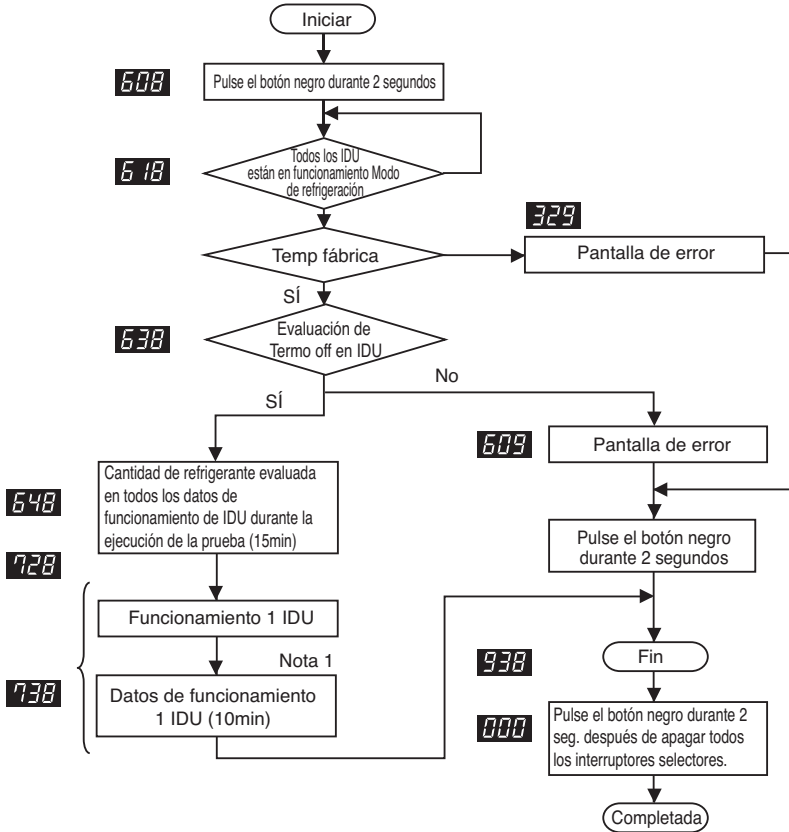 Iniciar
608
Pulse el botón negro durante 2 segundos
618
Todos los IDU
están en funcionamiento Modo
de refrigeración
329
Temp fábrica
Pantalla de error
SÍ
638
Evaluación de
Termo off en IDU
No
SÍ
609
Pantalla de error
648
Cantidad de refrigerante evaluada
en todos los datos de
funcionamiento de IDU durante la
ejecución de la prueba (15min)
Pulse el botón negro
durante 2 segundos
728
Funcionamiento 1 IDU
Nota 1
938
Fin
738
Datos de funcionamiento
1 IDU (10min)
000
Pulse el botón negro durante 2
seg. después de apagar todos
los interruptores selectores.
Completada